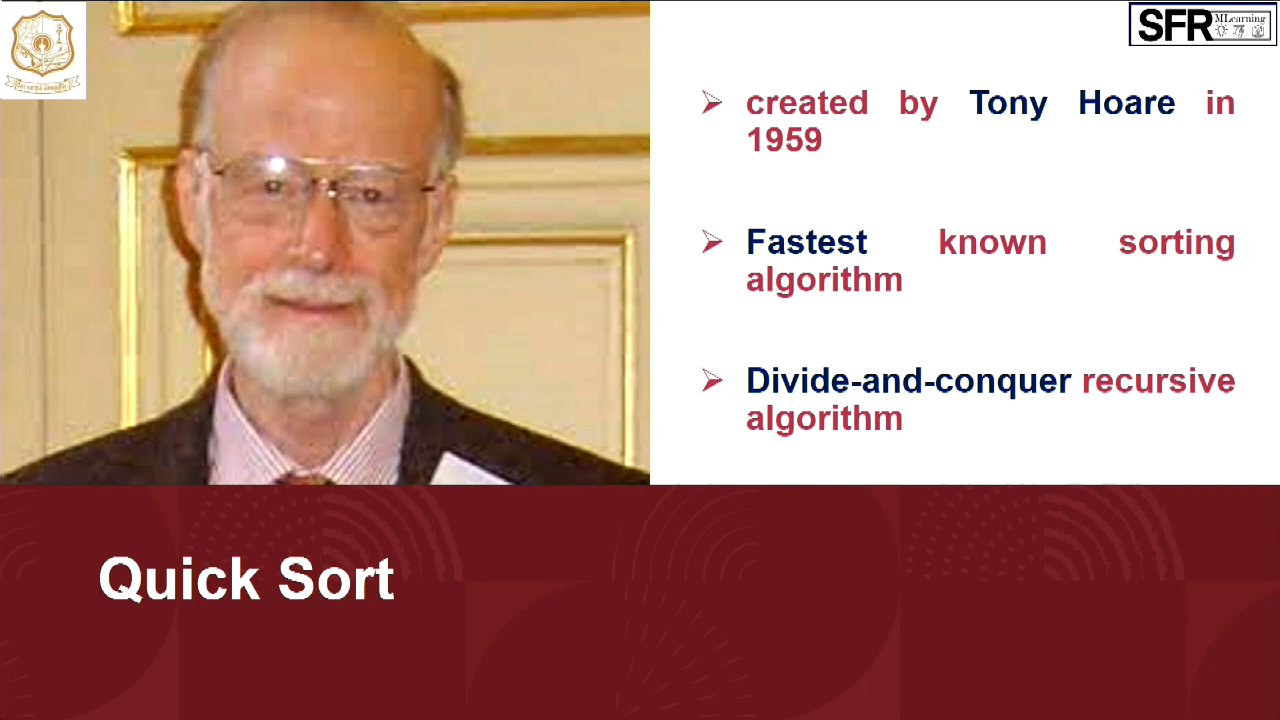 SFR MLearning
➢ created by Tony Hoare in
1959
➢ Fastest known sorting
algorithm
➢ Divide-and-conquer recursive
algorithm
Quick Sort